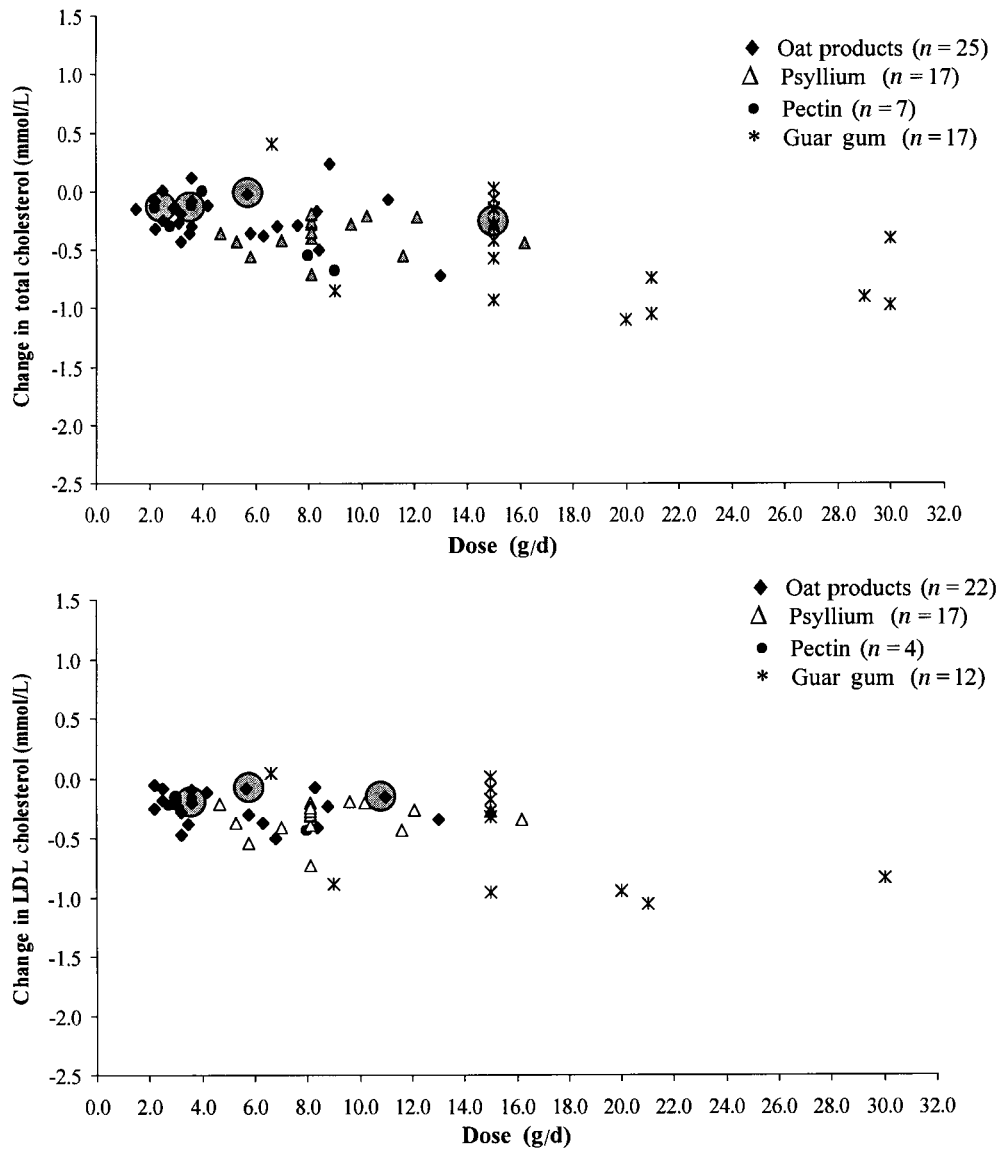 1.5
1.0
0.5
0.0
-0.5
-1.0
-1.5
-2.0
-2.5
Change in total cholesterol (mmol/L)
Oat products (n = 25)
Psyllium (n = 17)
Pectin (n = 7)
Guar gum (n = 17)
0.0 2.0 4.0 6.0 8.0 10.0 12.0 14.0 16.0 18.0 20.0 22.0 24.0 26.0 28.0 30.0 32.0
Dose (g/d)
1.5
1.0
0.5
0.0
-0.5
-1.0
-1.5
-2.0
-2.5
Change in LDL cholesterol (mmol/L)
Oat products (n = 22)
Psyllium (n = 17)
Pectin (n = 4)
Guar gum (n = 12)
0.0 2.0 4.0 6.0 8.0 10.0 12.0 14.0 16.0 18.0 20.0 22.0 24.0 26.0 28.0 30.0 32.0
Dose (g/d)